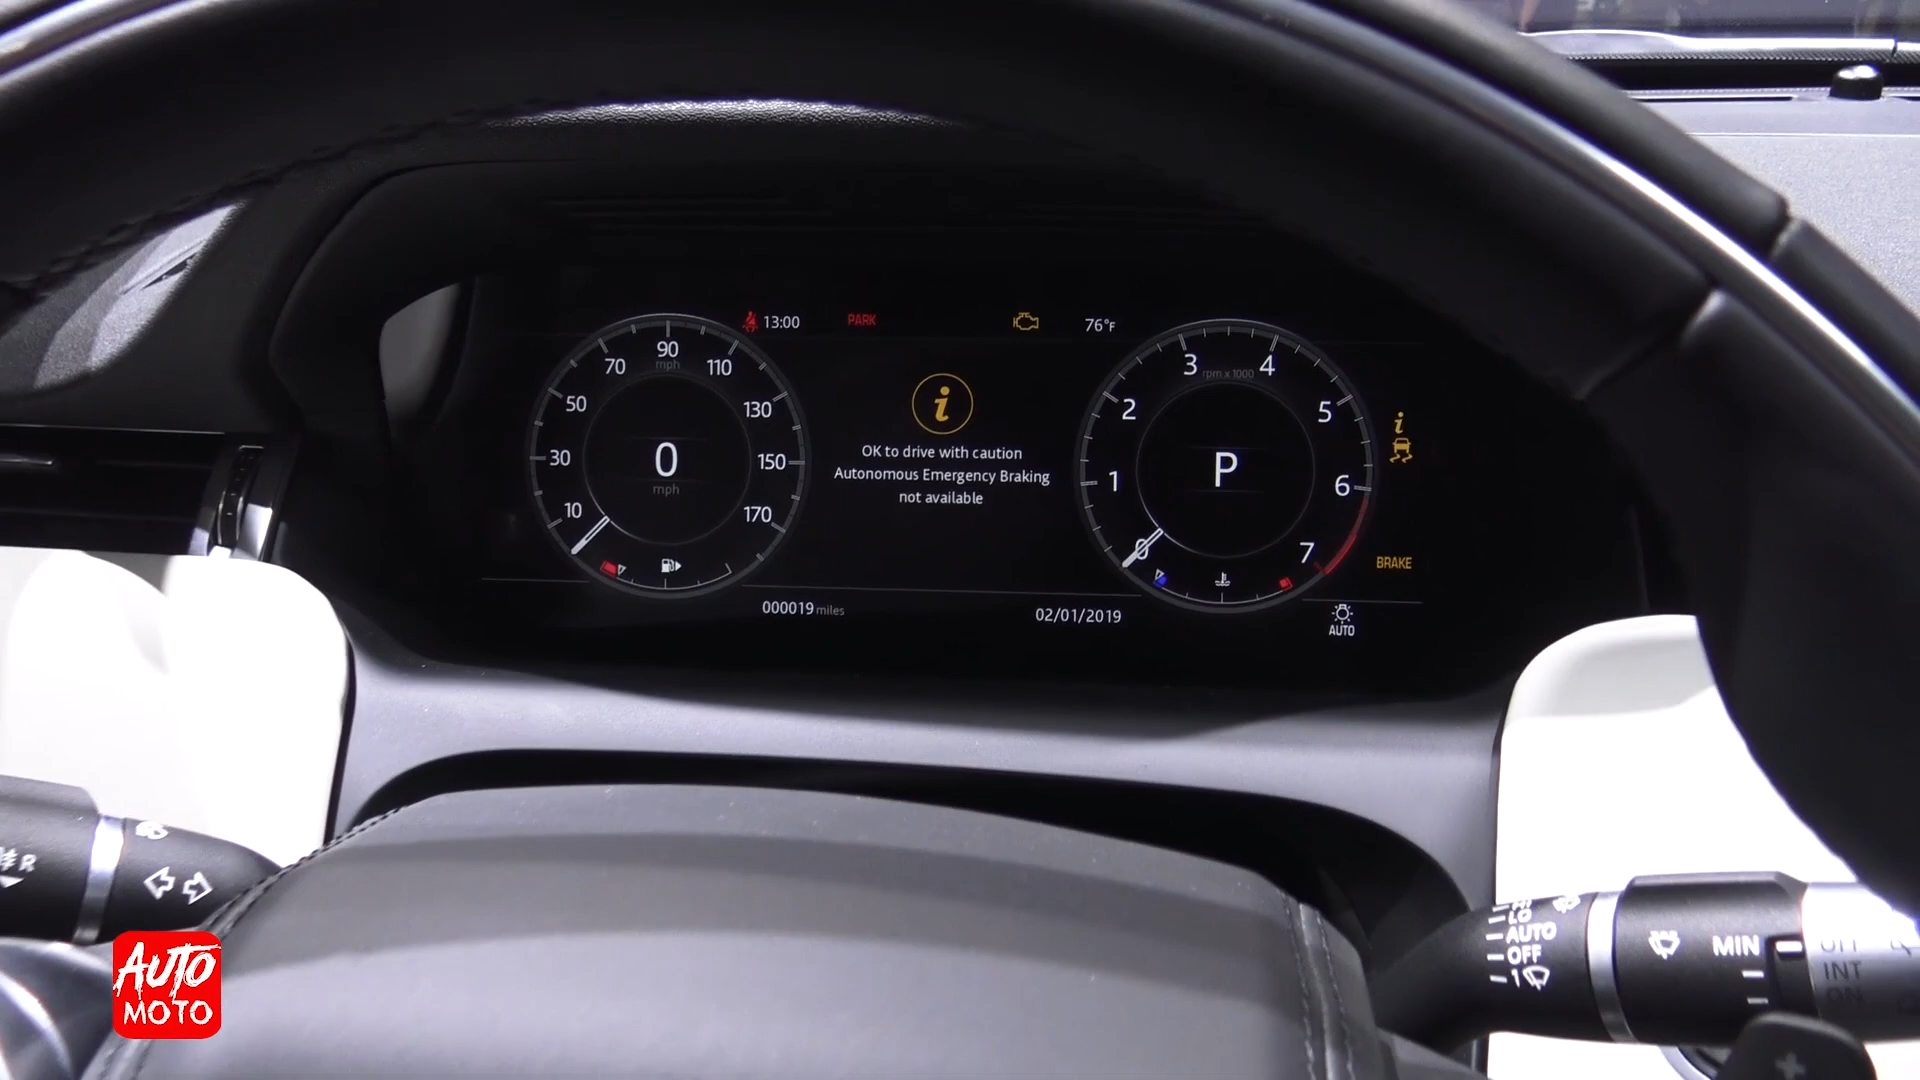 13:00
PARK
76°F
90
mph
70
110
50
130
30
0
mph
150
10
170
i
OK to drive with caution
Autonomous Emergency Braking
not available
3
rpm x 1000
4
2
5
1
P
6
0
7
i
BRAKE
000019 miles
02/01/2019
AUTO
R
AUTO
MOTO
LO
AUTO
OFF
1
MIN
INT
ON
+